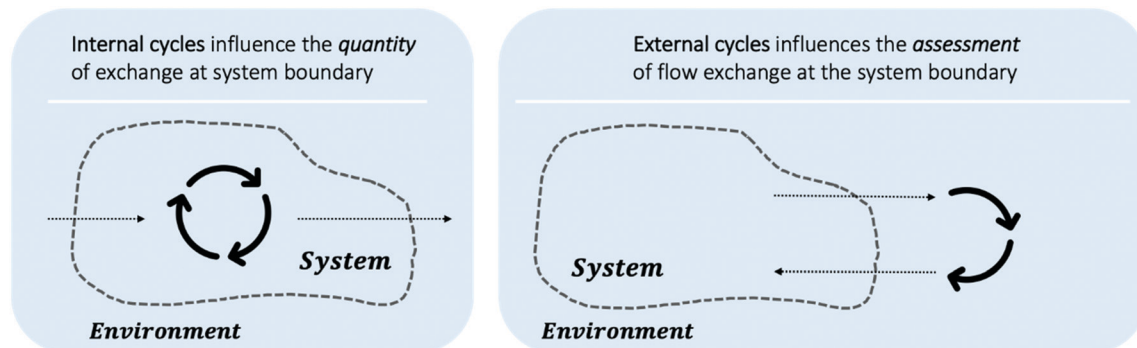 Internal cycles influence the quantity
of exchange at system boundary
System
Environment
External cycles influences the assessment
of flow exchange at the system boundary
System
Environment